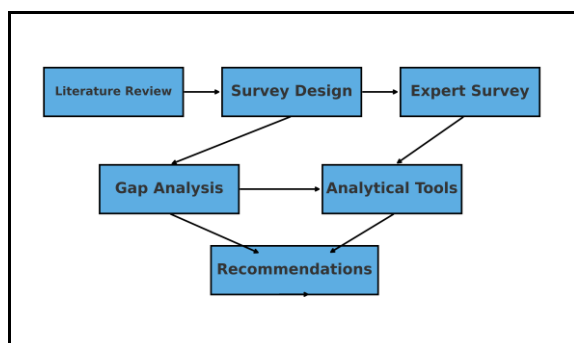 Literature Review
Survey Design
Expert Survey
Gap Analysis
Analytical Tools
Recommendations